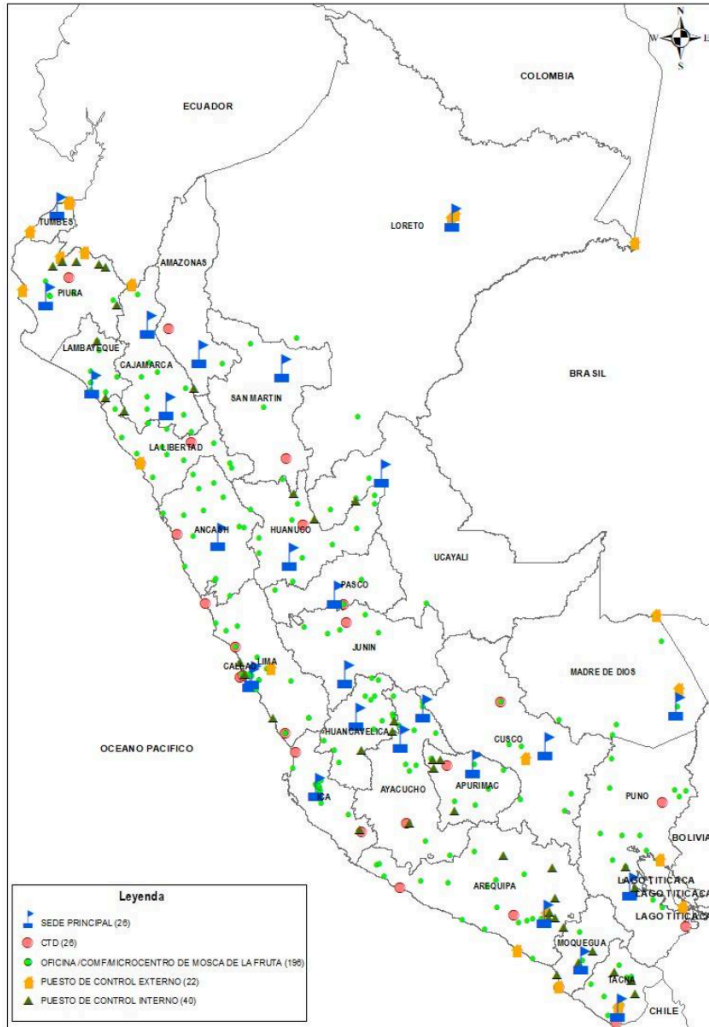 N
W
E
S
COLOMBIA
ECUADOR
TUMBES
LORETO
AMAZONAS
PIURA
LAMBAYEQUE
CAJAMARCA
BRASIL
SAN MARTIN
LA LIBERTAD
ANCASH
HUANUCO
UCAYALI
PASCO
JUNIN
LIMA
CALLAO
MADRE DE DIOS
HUANCAVELICA
CUSCO
OCEANO PACIFICO
APURIMAC
AYACUCHO
ICA
PUNO
BOLIVIA
AREQUIPA
LAGO TITICACA
LAGO TITICACA
LAGO TITICACA
MOQUEGUA
TACNA
CHILE
Leyenda
SEDE PRINCIPAL (26)
CTD (26)
OFICINA /COMF/MICROCENTRO DE MOSCA DE LA FRUTA (196)
PUESTO DE CONTROL EXTERNO (22)
PUESTO DE CONTROL INTERNO (40)